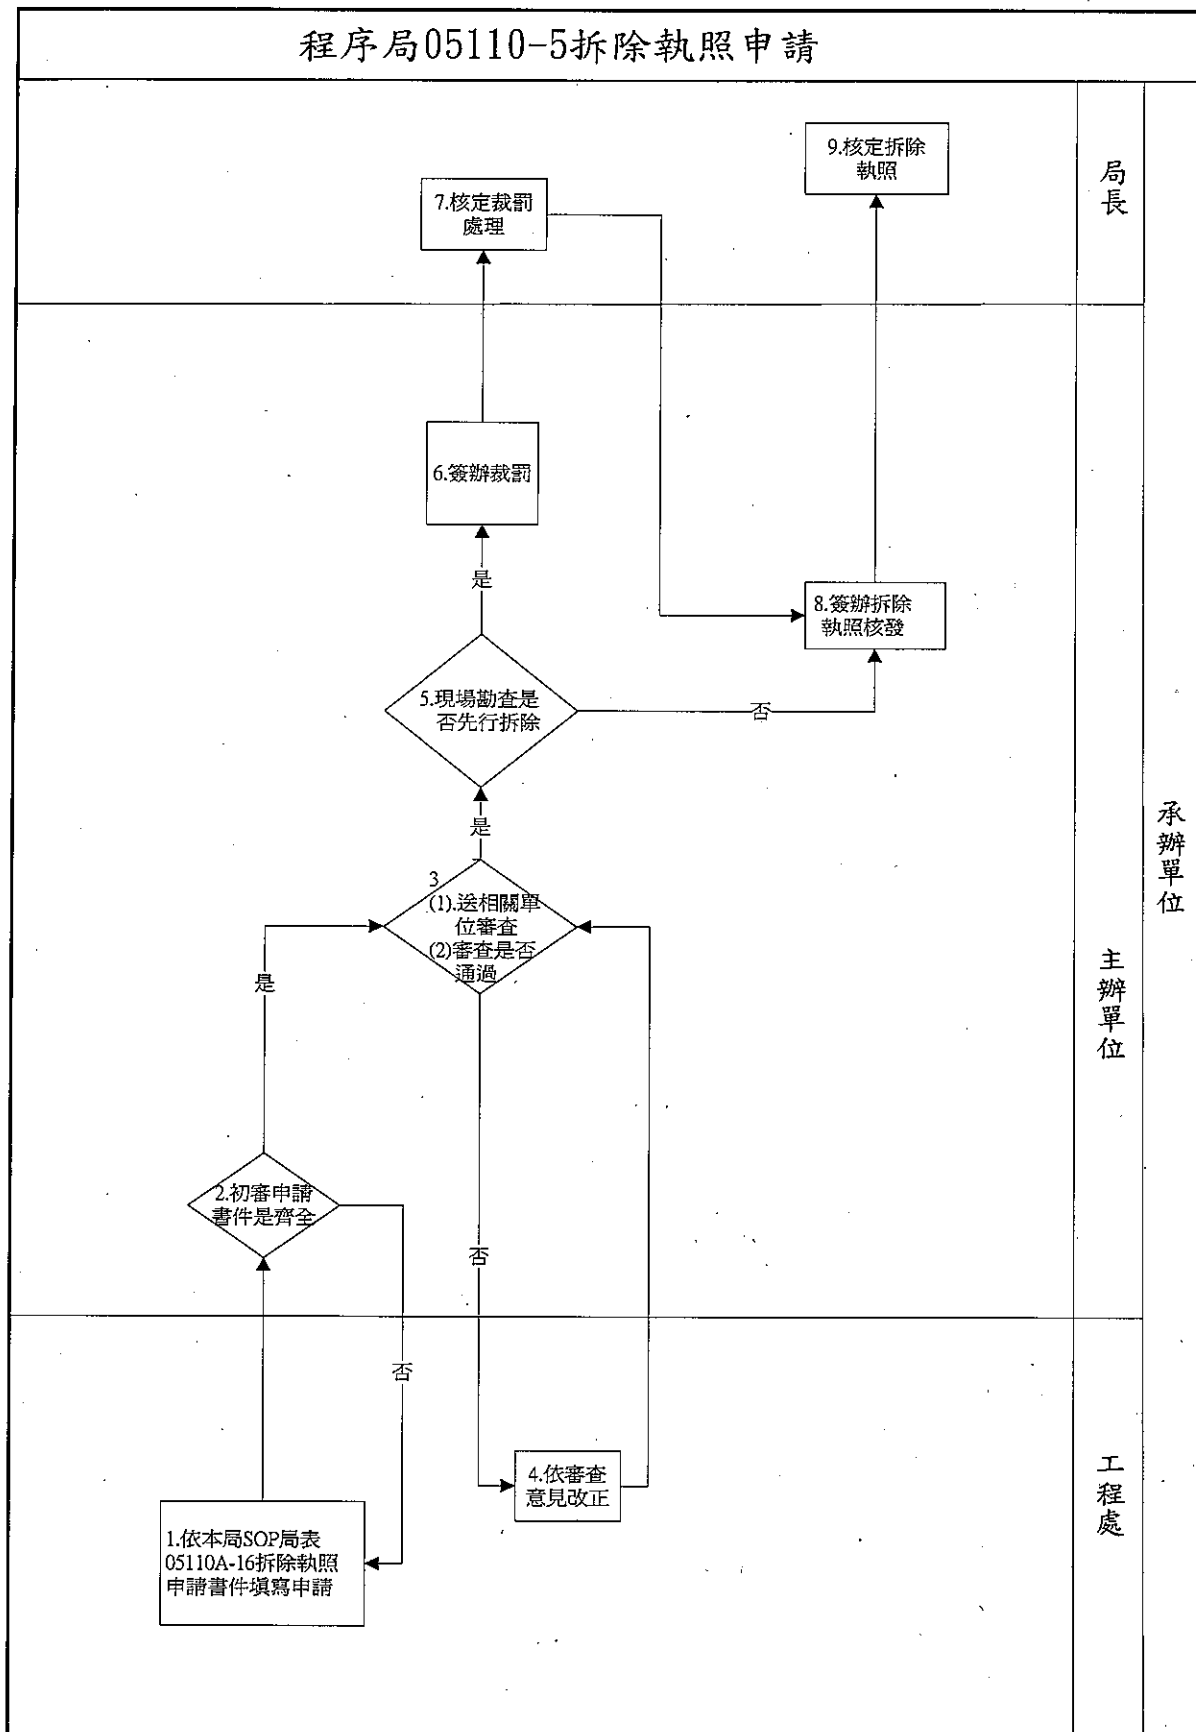 程序局05110-5拆除執照申請
9.核定拆除
執照
局長
7.核定裁罰
處理
6.簽辦裁罰
是
8.簽辦拆除
執照核發
5.現場勘查是
否先行拆除
否
是
承辦單位
3
(1).送相關單
位審查
(2)審查是否
通過
主辦單位
是
2.初審申請
書件是齊全
否
否
4.依審查
意見改正
工程處
1.依本局SOP局表
05110A-16拆除執照
申請書件填寫申請